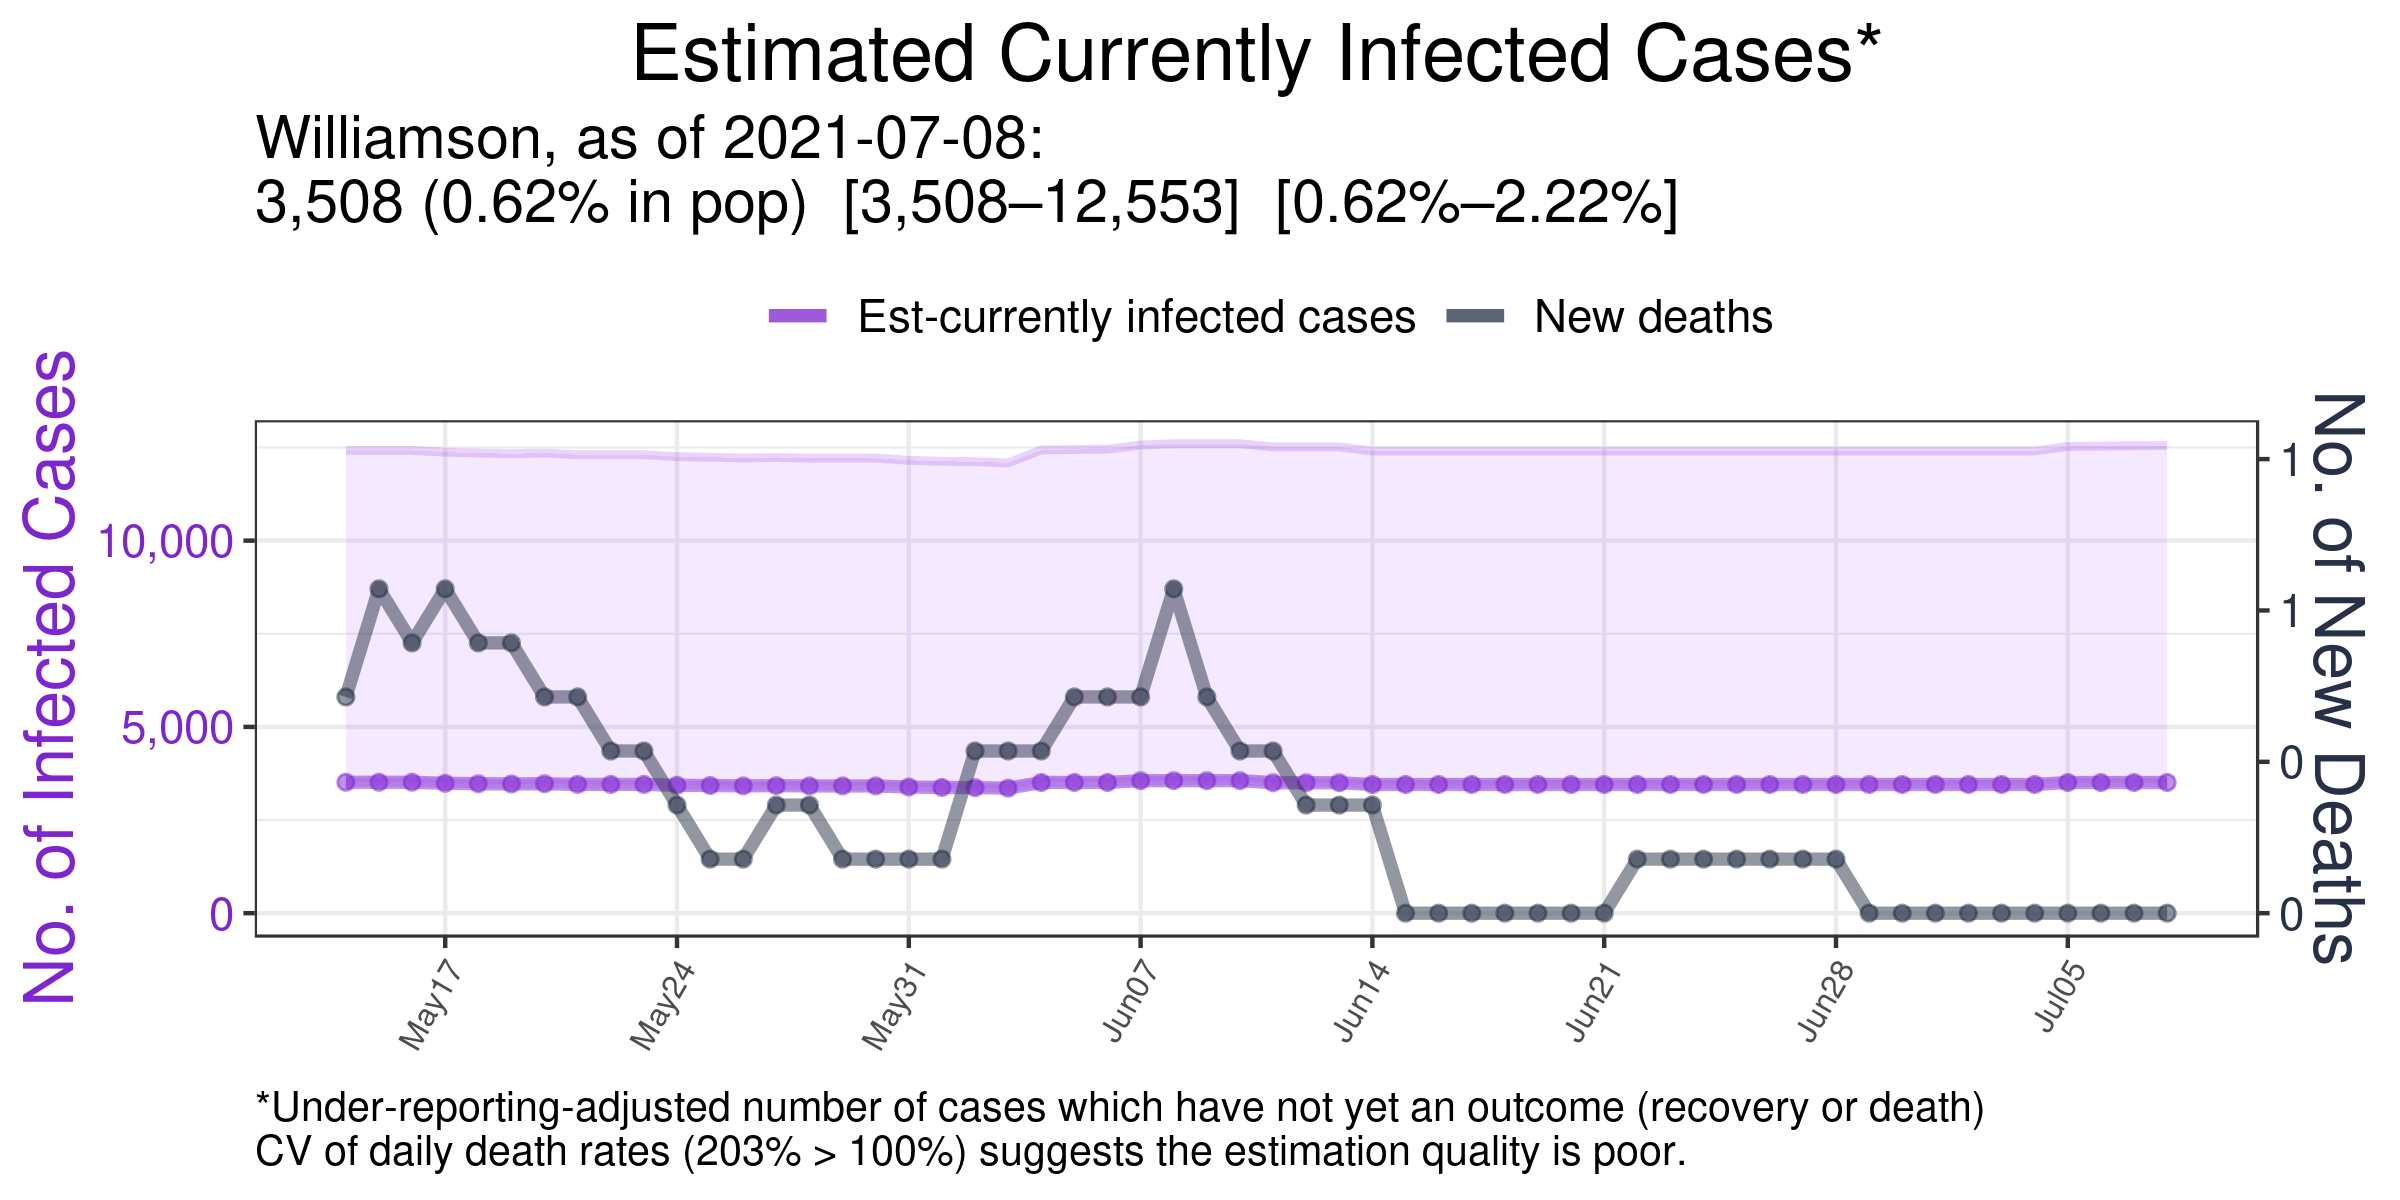 Estimated Currently Infected Cases*
Williamson, as of 2021-07-08:
3,508 (0.62% in pop) [3,508–12,553] [0.62%–2.22%]
Est-currently infected cases
New deaths
No. of Infected Cases
10,000
5,000
0
No. of New Deaths
1
1
0
0
May17
May24
May31
Jun07
Jun14
Jun21
Jun28
Jul05
*Under-reporting-adjusted number of cases which have not yet an outcome (recovery or death)
CV of daily death rates (203% > 100%) suggests the estimation quality is poor.